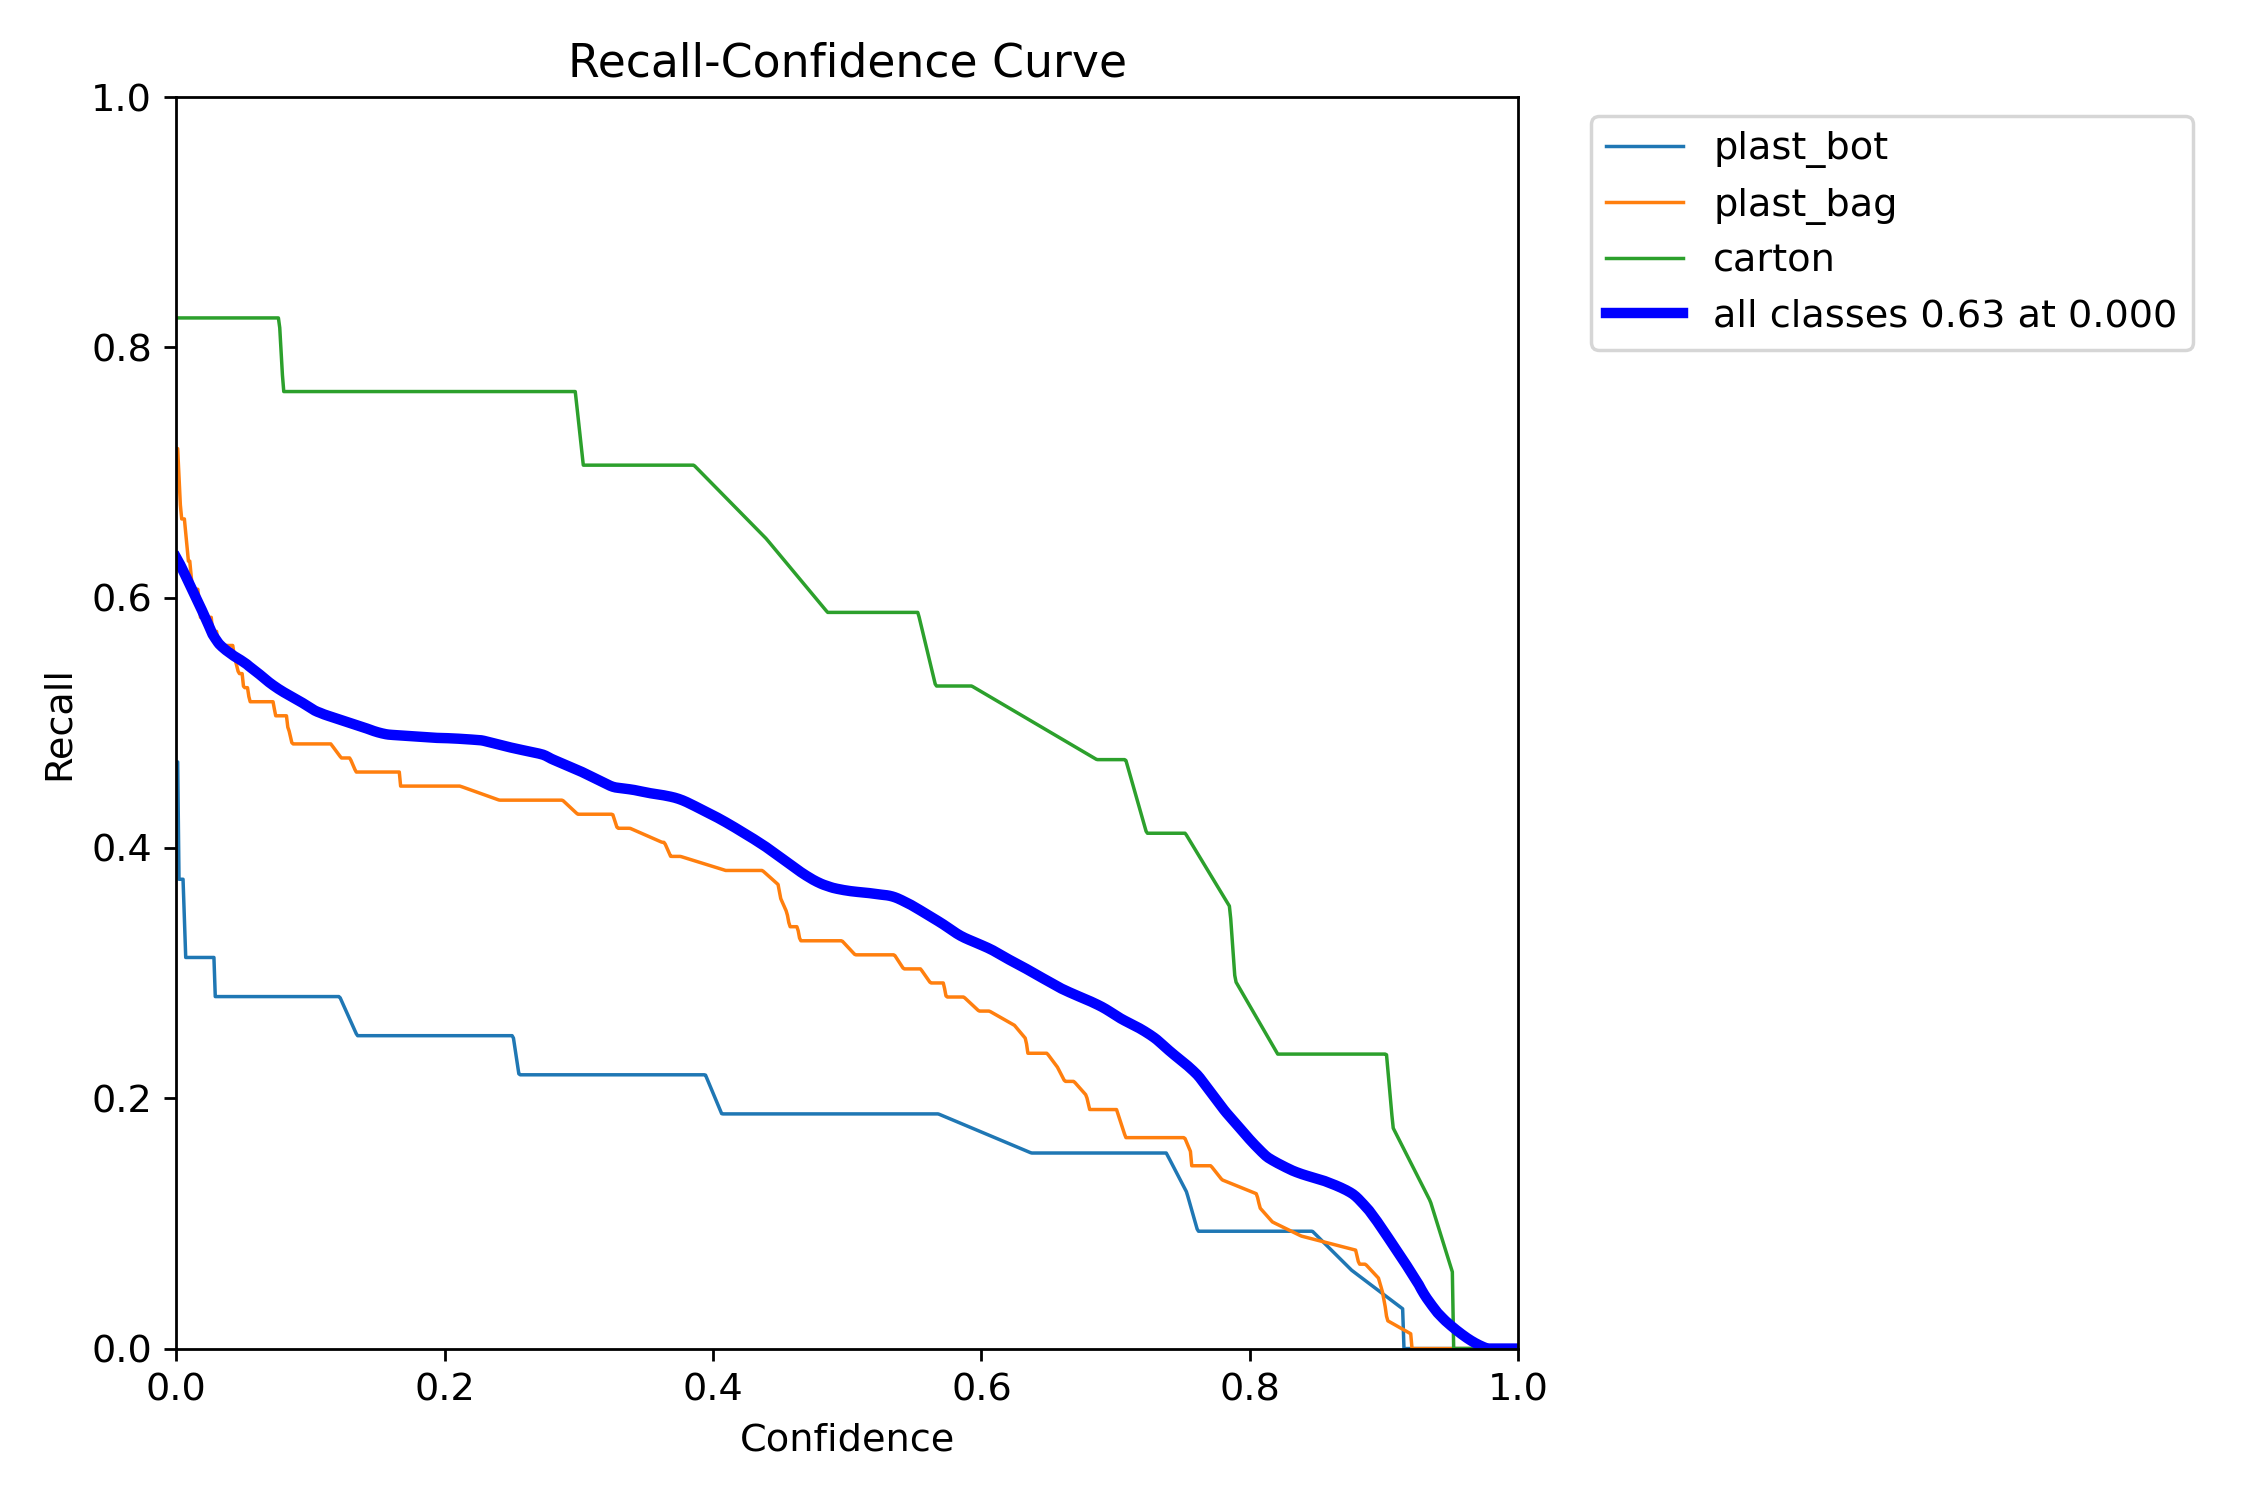 Recall-Confidence Curve
1.0
0.8
0.6
0.4
0.2
0.0
Recall
0.0 0.2 0.4 0.6 0.8 1.0
Confidence
plast_bot
plast_bag
carton
all classes 0.63 at 0.000